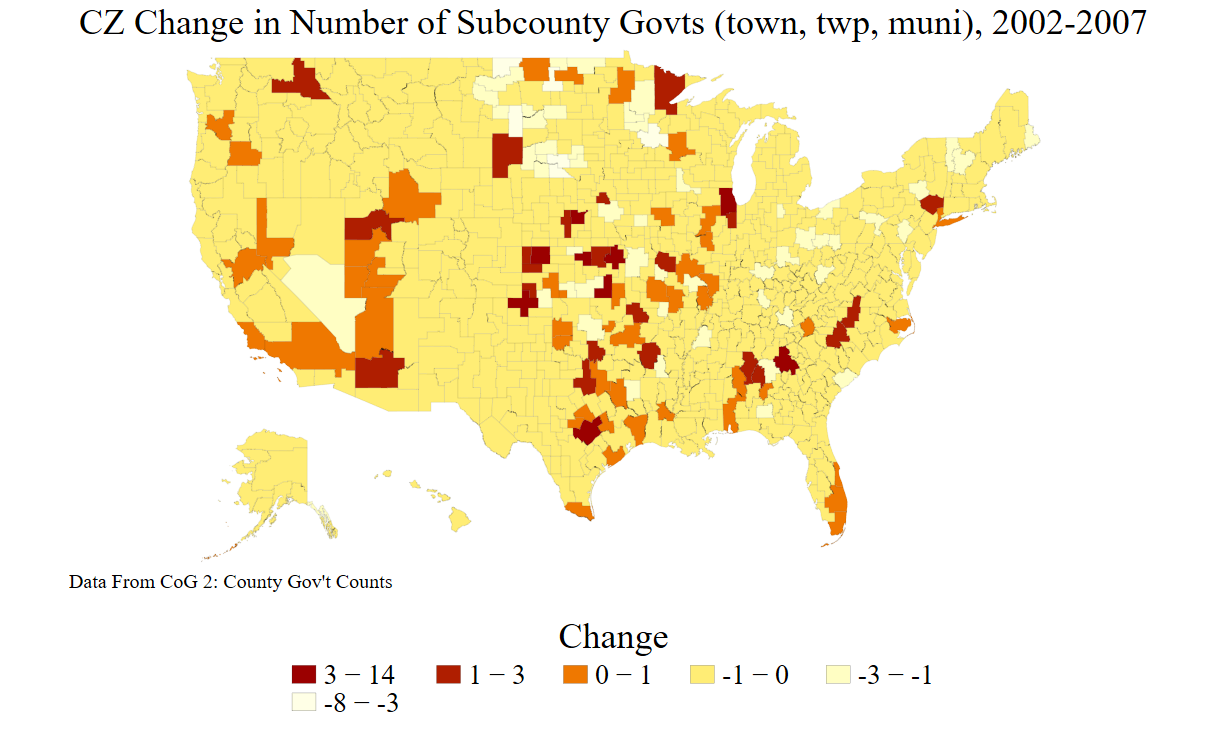 CZ Change in Number of Subcounty Govts (town, twp, muni), 2002-2007
Data From CoG 2: County Gov't Counts
Change
3 − 14 1 − 3 0 − 1 -1 − 0 -3 − -1
-8 − -3